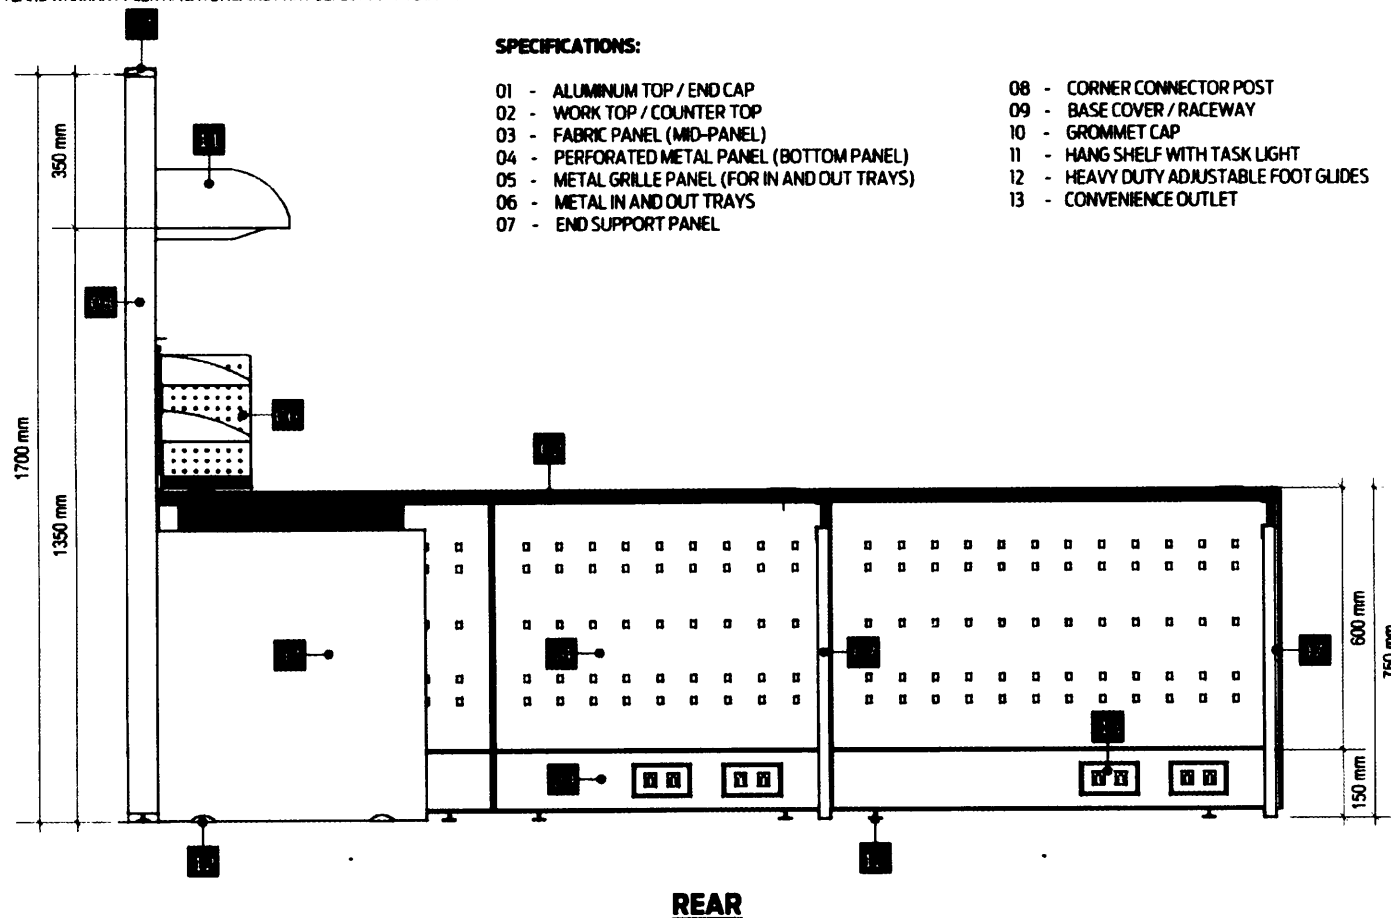 SPECIFICATIONS:
01 - ALUMINUM TOP / END CAP
02 - WORK TOP / COUNTER TOP
03 - FABRIC PANEL (MID-PANEL)
04 - PERFORATED METAL PANEL (BOTTOM PANEL)
05 - METAL GRILLE PANEL (FOR IN AND OUT TRAYS)
06 - METAL IN AND OUT TRAYS
07 - END SUPPORT PANEL
08 - CORNER CONNECTOR POST
09 - BASE COVER / RACEWAY
10 - GROMMET CAP
11 - HANG SHELF WITH TASK LIGHT
12 - HEAVY DUTY ADJUSTABLE FOOT GLIDES
13 - CONVENIENCE OUTLET
350 mm
1700 mm
1350 mm
600 mm
750 mm
150 mm
REAR